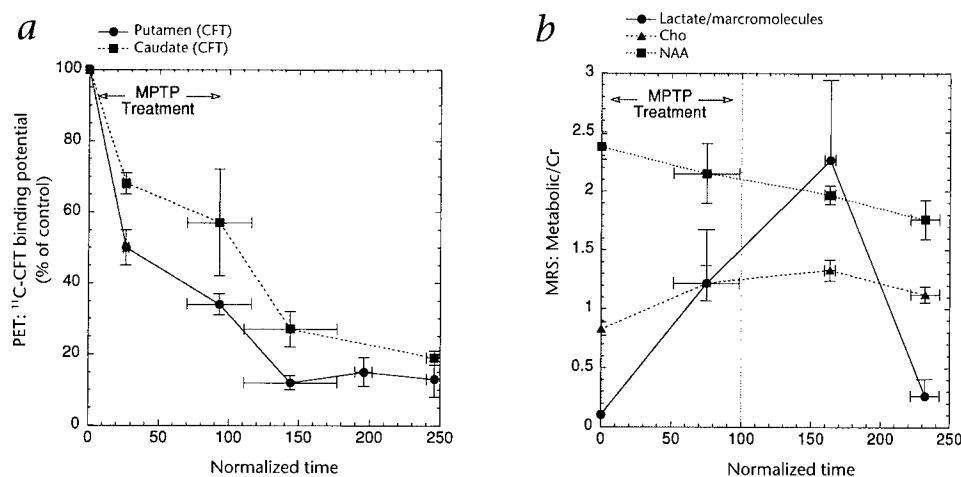 a
Putamen (CFT)
Caudate (CFT)
PET: ¹¹C-CFT binding potential
(% of control)
100
80
60
40
20
0
MPTP
Treatment
0 50 100 150 200 250
Normalized time
b
Lactate/marcromolecules
Cho
NAA
MRS: Metabolic/Cr
3
2.5
2
1.5
1
0.5
0
MPTP
Treatment
0 50 100 150 200 250
Normalized time